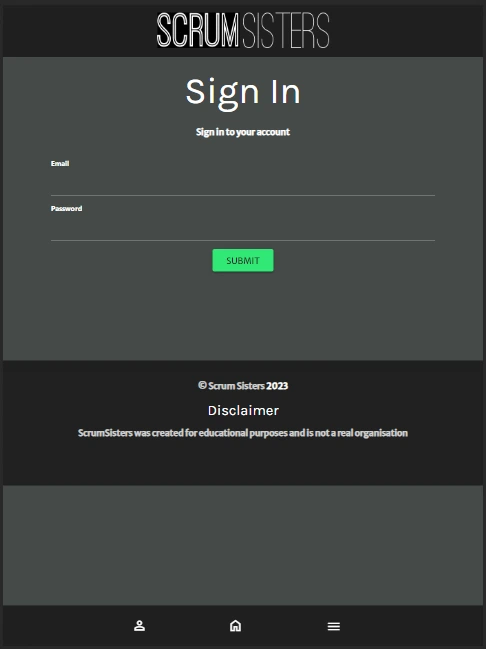 SCRUMSISTERS
Sign In
Sign in to your account
Email
Password
SUBMIT
© Scrum Sisters 2023
Disclaimer
ScrumSisters was created for educational purposes and is not a real organisation